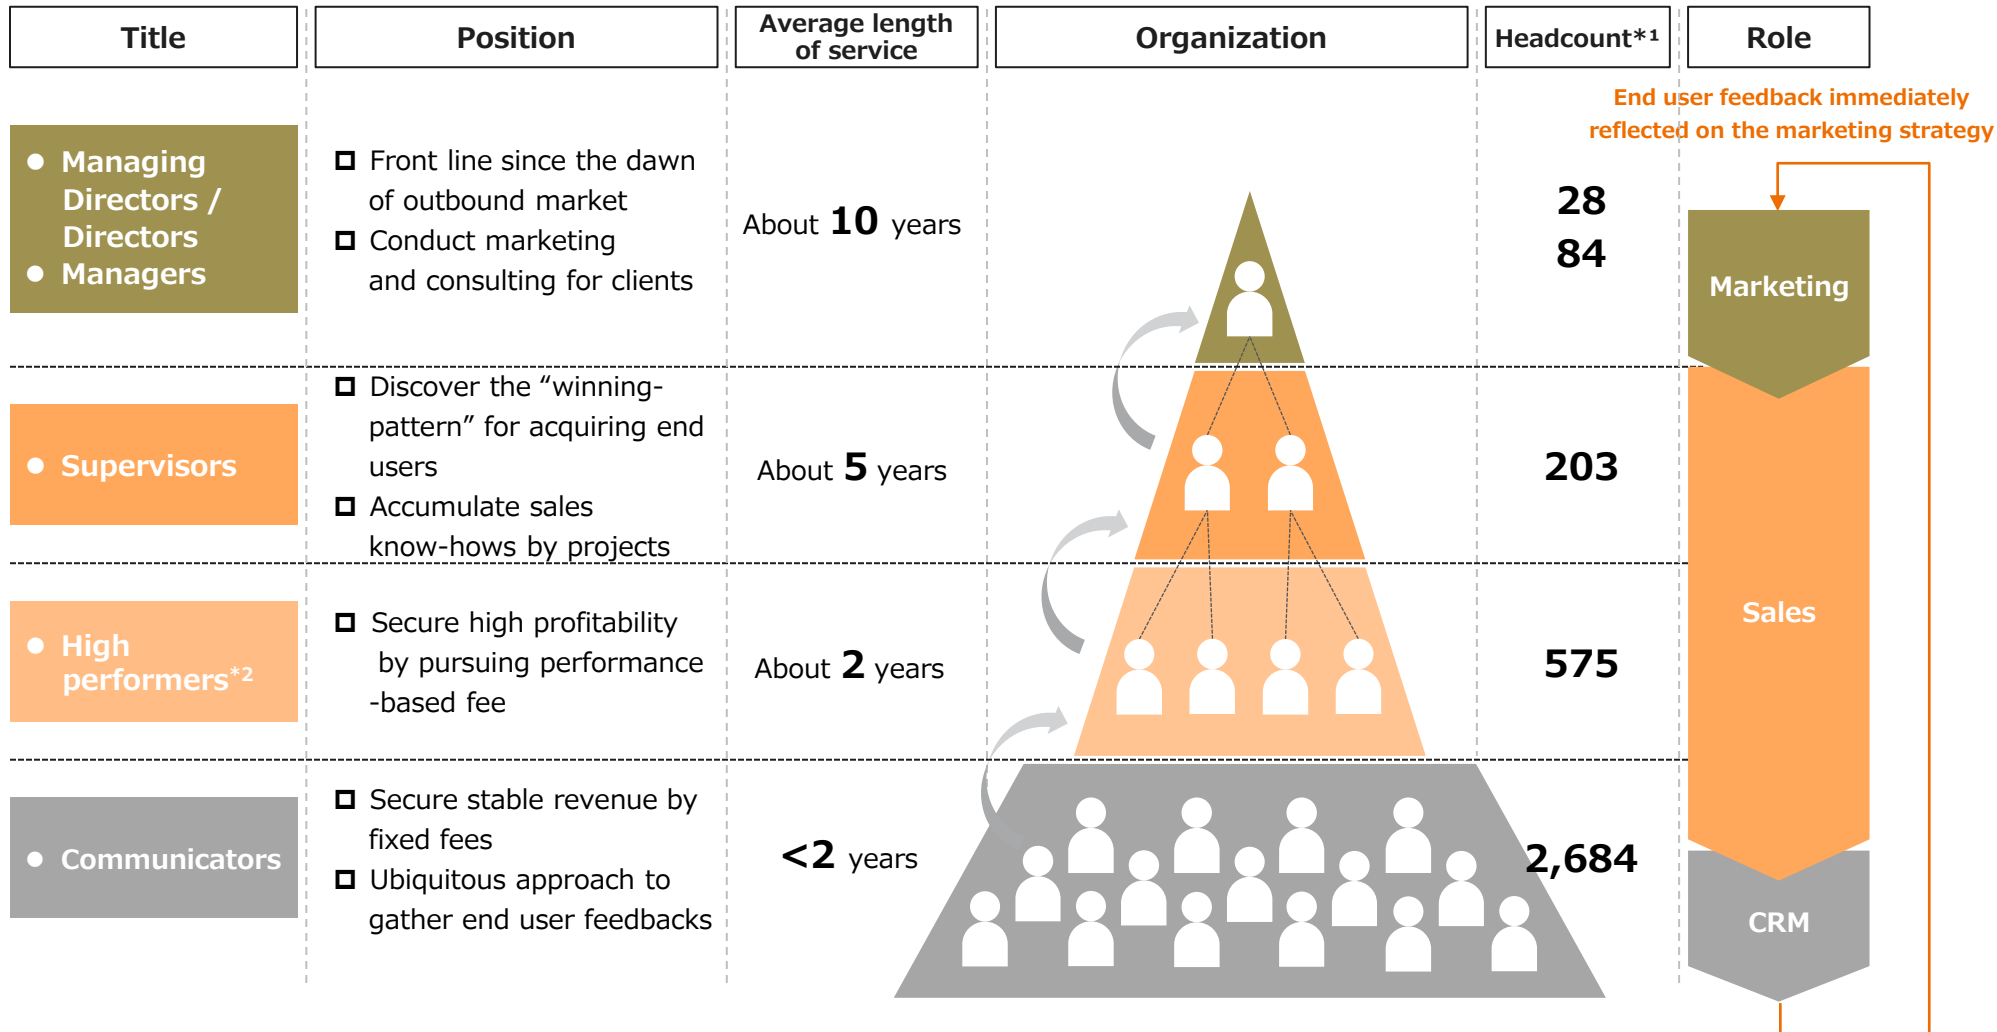 Title
Position
Average length
of service
Organization
Headcount*1
Role
End user feedback immediately
reflected on the marketing strategy
● Managing
Directors /
Directors
● Managers
Front line since the dawn
of outbound market
Conduct marketing
and consulting for clients
About 10 years
28
84
Marketing
● Supervisors
Discover the “winning-
pattern” for acquiring end
users
Accumulate sales
know-hows by projects
About 5 years
203
Sales
● High
performers*2
Secure high profitability
by pursuing performance
-based fee
About 2 years
575
● Communicators
Secure stable revenue by
fixed fees
Ubiquitous approach to
gather end user feedbacks
<2 years
2,684
CRM